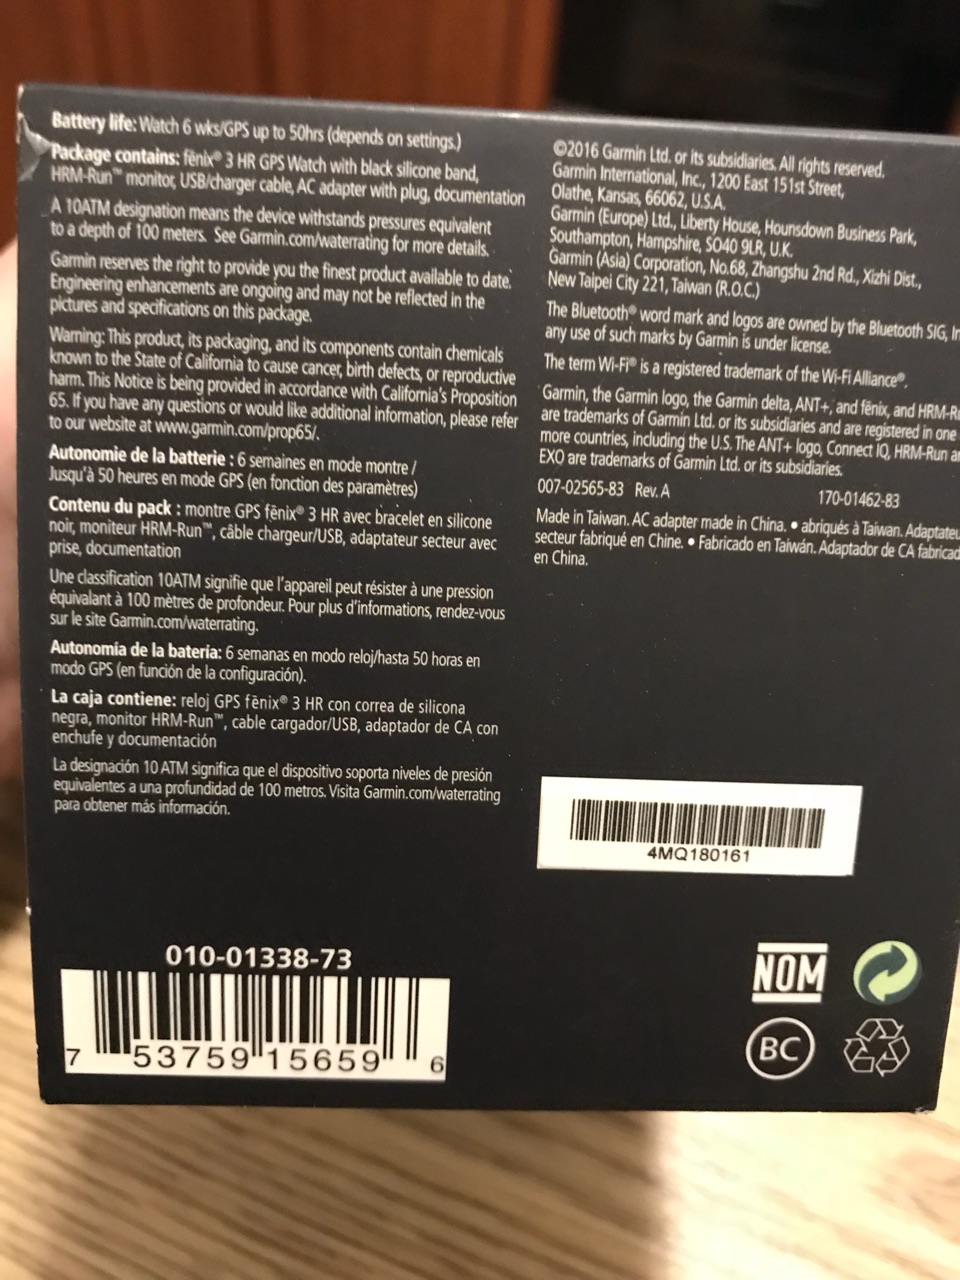 Battery life: Watch 6 wks/GPS up to 50hrs (depends on settings.)
Package contains: fēnix® 3 HR GPS Watch with black silicone band,
HRM-Run™ monitor, USB/charger cable, AC adapter with plug, documentation
A 10ATM designation means the device withstands pressures equivalent
to a depth of 100 meters. See Garmin.com/waterrating for more details.
Garmin reserves the right to provide you the finest product available to date.
Engineering enhancements are ongoing and may not be reflected in the
pictures and specifications on this package.
Warning: This product, its packaging, and its components contain chemicals
known to the State of California to cause cancer, birth defects, or reproductive
harm. This Notice is being provided in accordance with California's Proposition
65. If you have any questions or would like additional information, please refer
to our website at www.garmin.com/prop65/.
Autonomie de la batterie : 6 semaines en mode montre /
Jusqu'à 50 heures en mode GPS (en fonction des paramètres)
Contenu du pack : montre GPS fēnix® 3 HR avec bracelet en silicone
noir, moniteur HRM-Run™, câble chargeur/USB, adaptateur secteur avec
prise, documentation
Une classification 10ATM signifie que l'appareil peut résister à une pression
équivalant à 100 mètres de profondeur. Pour plus d'informations, rendez-vous
sur le site Garmin.com/waterrating.
Autonomía de la batería: 6 semanas en modo reloj/hasta 50 horas en
modo GPS (en función de la configuración).
La caja contiene: reloj GPS fēnix® 3 HR con correa de silicona
negra, monitor HRM-Run™, cable cargador/USB, adaptador de CA con
enchufe y documentación
La designación 10 ATM significa que el dispositivo soporta niveles de presión
equivalentes a una profundidad de 100 metros. Visita Garmin.com/waterrating
para obtener más información.
©2016 Garmin Ltd. or its subsidiaries. All rights reserved.
Garmin International, Inc., 1200 East 151st Street,
Olathe, Kansas, 66062, U.S.A.
Garmin (Europe) Ltd., Liberty House, Hounsdown Business Park,
Southampton, Hampshire, SO40 9LR, U.K.
Garmin (Asia) Corporation, No.68, Zhangshu 2nd Rd., Xizhi Dist.,
New Taipei City 221, Taiwan (R.O.C.)
The Bluetooth® word mark and logos are owned by the Bluetooth SIG, In
any use of such marks by Garmin is under license.
The term Wi-Fi® is a registered trademark of the Wi-Fi Alliance®.
Garmin, the Garmin logo, the Garmin delta, ANT+, and fēnix, and HRM-R
are trademarks of Garmin Ltd. or its subsidiaries and are registered in one
more countries, including the U.S. The ANT+ logo, Connect IQ, HRM-Run a
EXO are trademarks of Garmin Ltd. or its subsidiaries.
007-02565-83 Rev. A 170-01462-83
Made in Taiwan. AC adapter made in China. • abriqués à Taiwan. Adaptateu
secteur fabriqué en Chine. • Fabricado en Taiwán. Adaptador de CA fabricad
en China.
4MQ180161
010-01338-73
7 53759 15659 6
NOM
BC